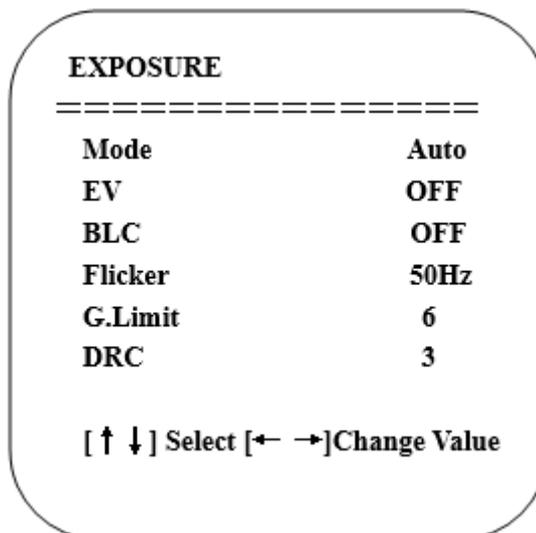 EXPOSURE
================
Mode Auto
EV OFF
BLC OFF
Flicker 50Hz
G.Limit 6
DRC 3
[↑ ↓] Select [← →]Change Value